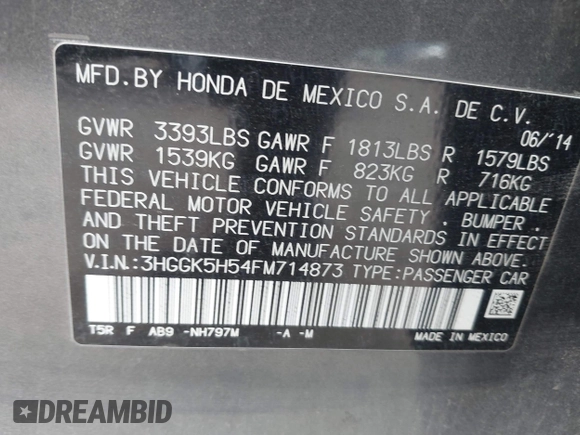 MFD.BY HONDA DE MEXICO S.A. DE C.V.
06/'14
GVWR 3393LBS GAWR F 1813LBS R 1579LBS
GVWR 1539KG GAWR F 823KG R 716KG
THIS VEHICLE CONFORMS TO ALL APPLICABLE
FEDERAL MOTOR VEHICLE SAFETY , BUMPER ,
AND THEFT PREVENTION STANDARDS IN EFFECT
ON THE DATE OF MANUFACTURE SHOWN ABOVE.
V.I.N.:3HGGK5H54FM714873 TYPE:PASSENGER CAR
T5R F AB9 -NH797M -A -M
MADE IN MEXICO
DREAMBID